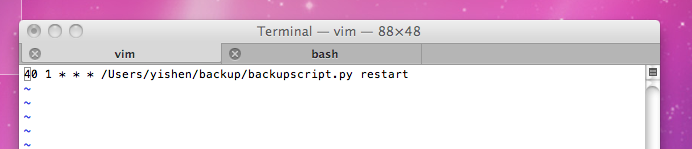 Terminal — vim — 88×48
vim
bash
40 1 * * * /Users/yishen/backup/backupscript.py restart
~
~
~
~